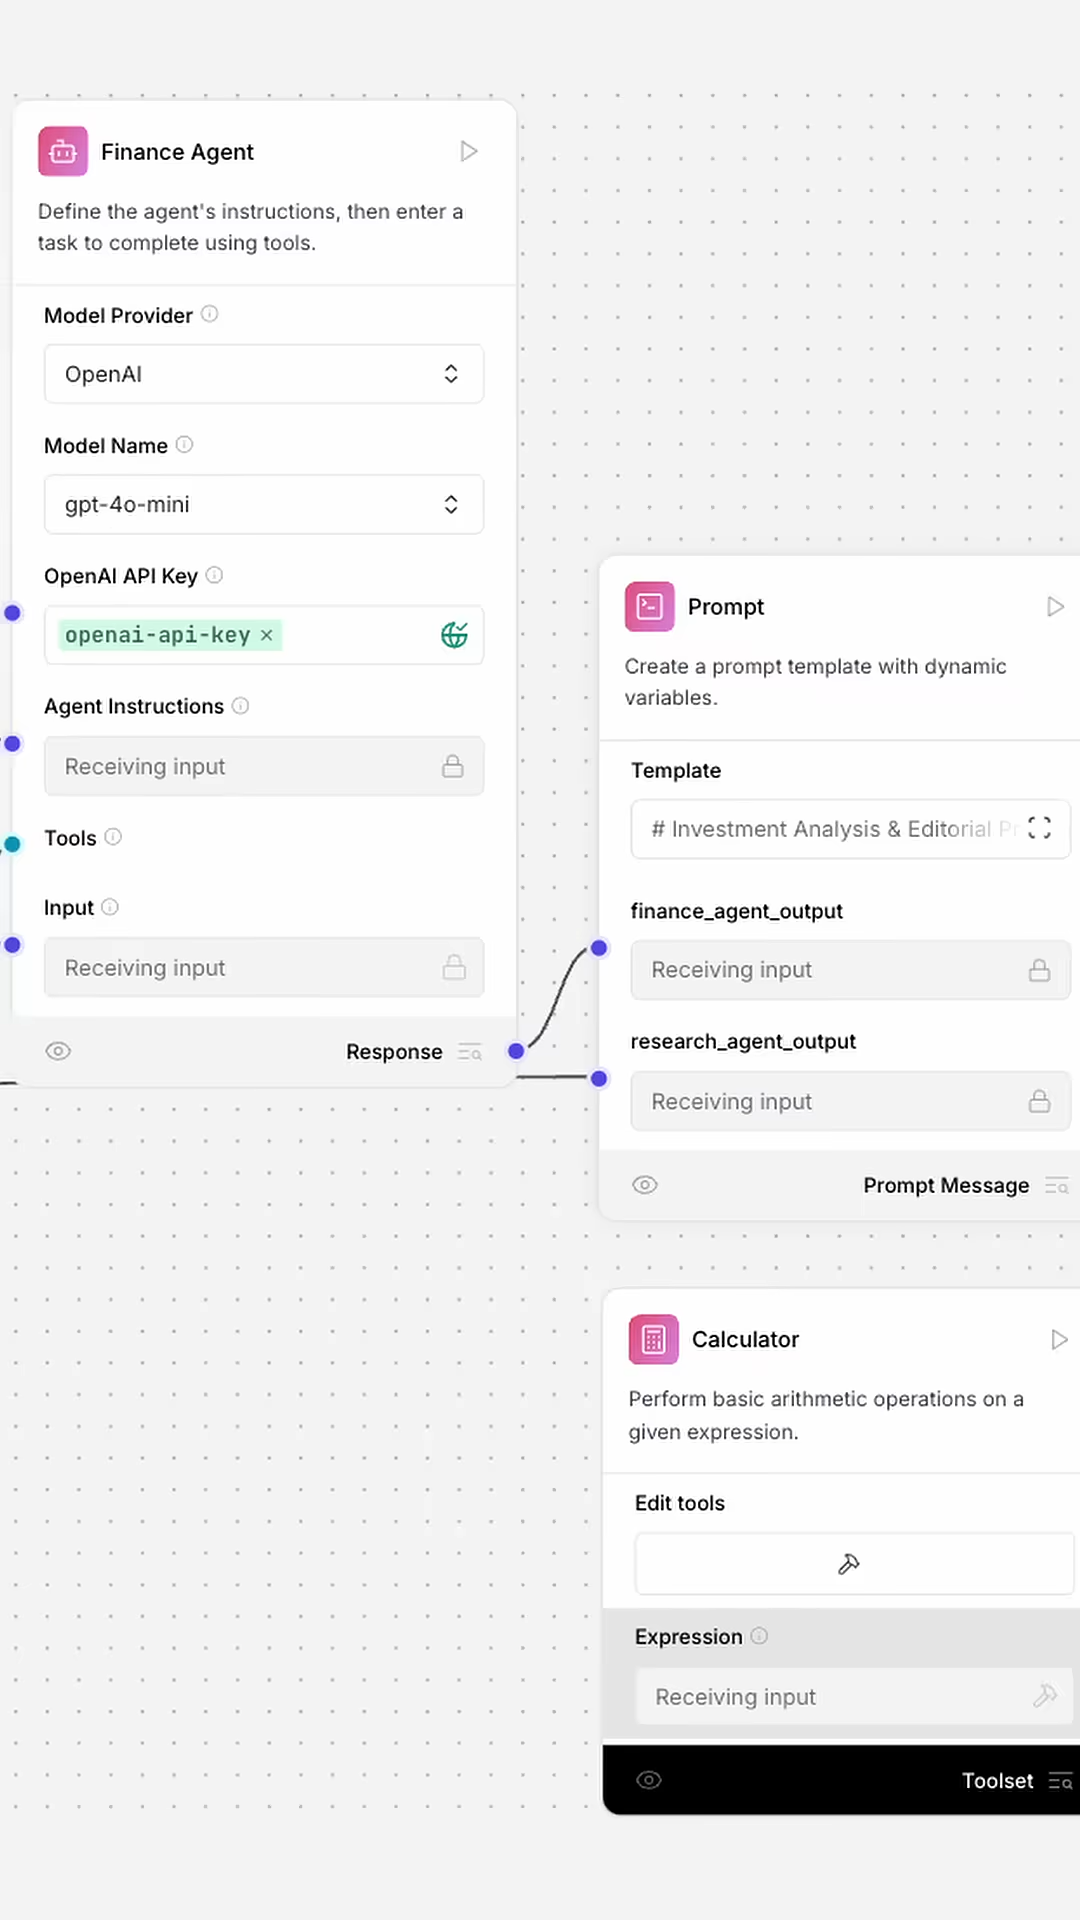 Finance Agent
Define the agent's instructions, then enter a
task to complete using tools.
Model Provider
OpenAI
Model Name
gpt-4o-mini
OpenAI API Key
openai-api-key ×
Agent Instructions
Receiving input
Tools
Input
Receiving input
Response
Prompt
Create a prompt template with dynamic
variables.
Template
# Investment Analysis & Editorial
finance_agent_output
Receiving input
research_agent_output
Receiving input
Prompt Message
Calculator
Perform basic arithmetic operations on a
given expression.
Edit tools
Expression
Receiving input
Toolset